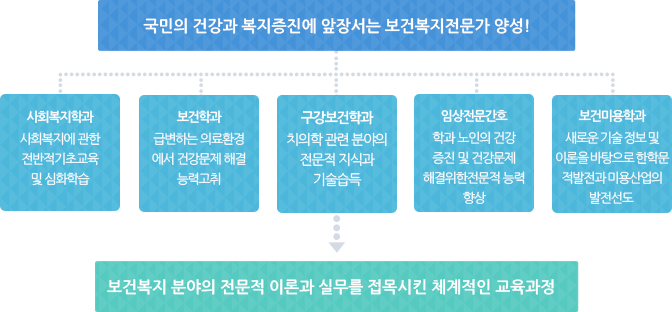 국민의 건강과 복지증진에 앞장서는 보건복지전문가 양성!
사회복지학과
사회복지에 관한
전반적기초교육
및 심화학습
보건학과
급변하는 의료환경
에서 건강문제 해결
능력고취
구강보건학과
치의학 관련 분야의
전문적 지식과
기술습득
임상전문간호
학과 노인의 건강
증진 및 건강문제
해결위한전문적 능력
향상
보건미용학과
새로운 기술 정보 및
이론을 바탕으로 한학문
적발전과 미용산업의
발전선도
보건복지 분야의 전문적 이론과 실무를 접목시킨 체계적인 교육과정